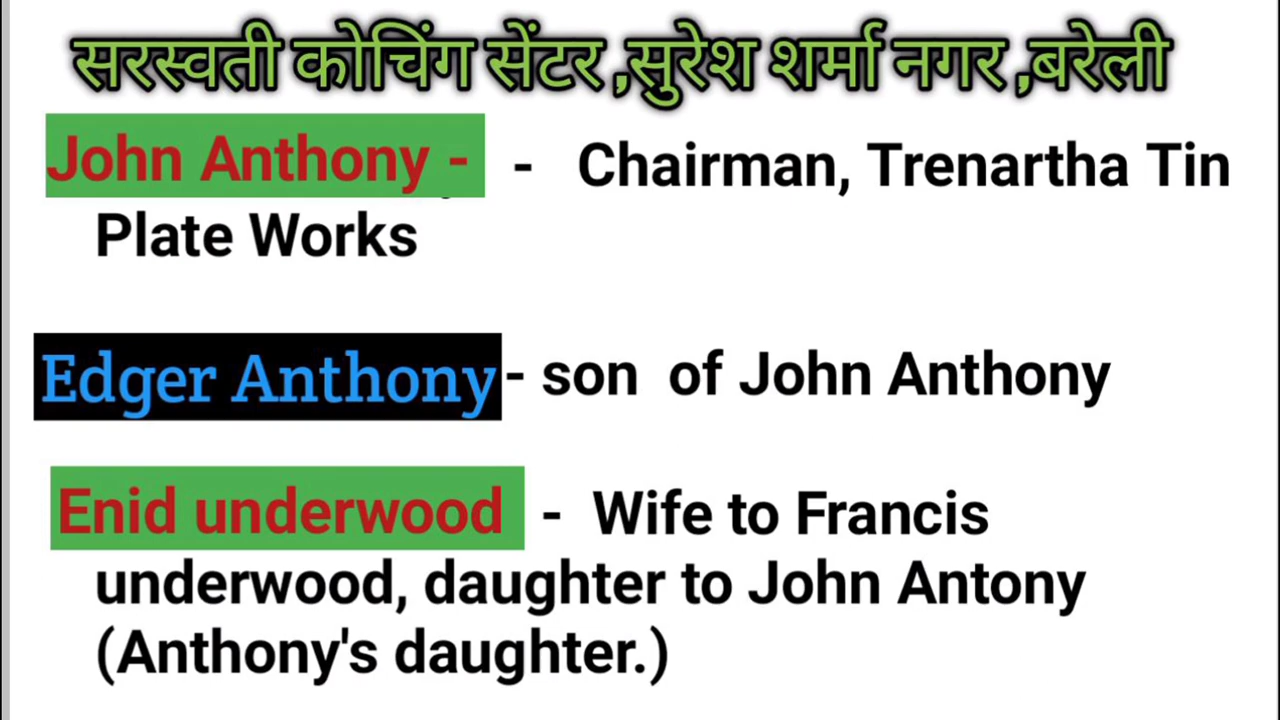 सरस्वती कोचिंग सेंटर ,सुरेश शर्मा नगर ,बरेली
John Anthony - - Chairman, Trenartha Tin
Plate Works
Edger Anthony - son of John Anthony
Enid underwood - Wife to Francis
underwood, daughter to John Antony
(Anthony's daughter.)